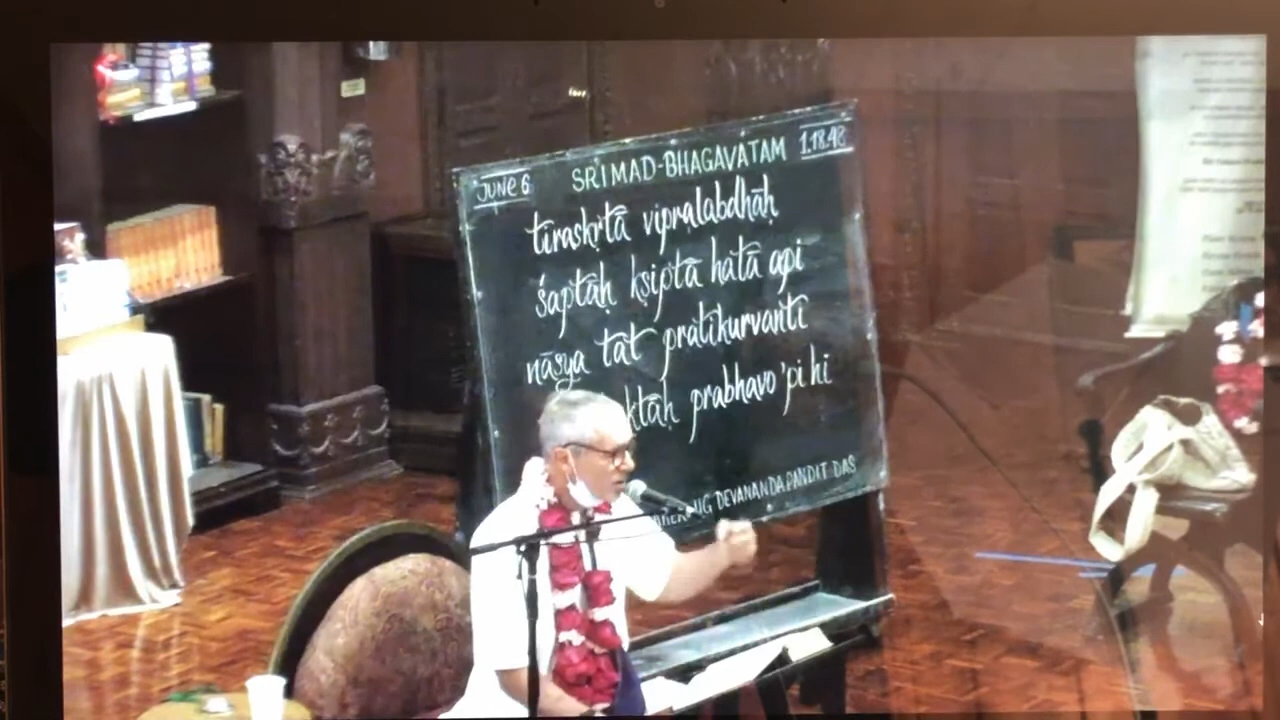 JUNE 6 SRIMAD-BHAGAVATAM 1.18.48
tiraskṛtā vipralabdhāḥ
śaptāḥ kṣiptā hatā api
nāsya tat pratikurvanti
ktāḥ prabhavo 'pi hi
HG DEVANANDA PANDIT DAS